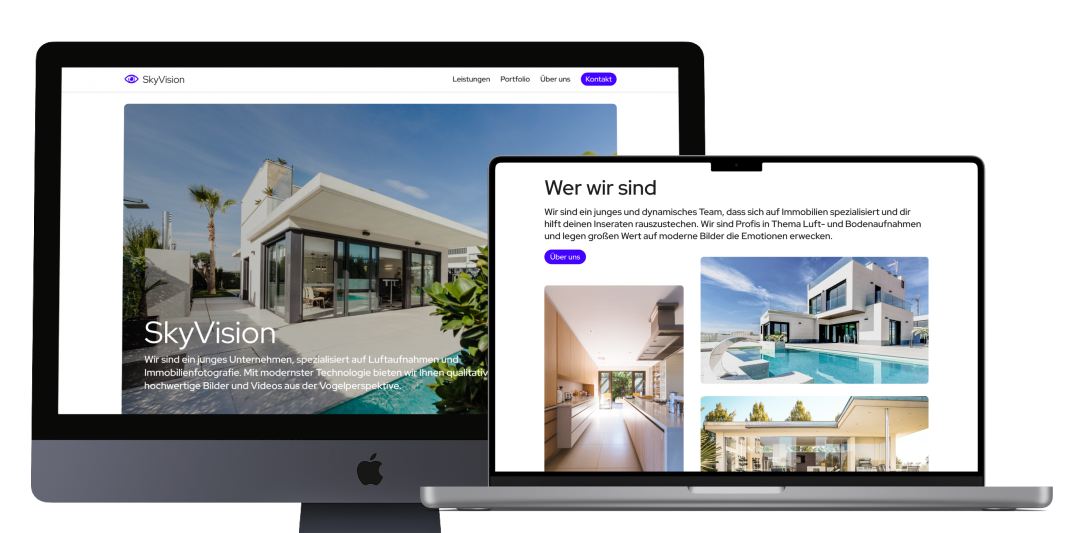 SkyVision
Leistungen Portfolio Über uns Kontakt
SkyVision
Wir sind ein junges Unternehmen, spezialisiert auf Luftaufnahmen und
Immobilienfotografie. Mit modernster Technologie bieten wir Ihnen qualitativ
hochwertige Bilder und Videos aus der Vogelperspektive.
Wer wir sind
Wir sind ein junges und dynamisches Team, dass sich auf Immobilien spezialisiert und dir
hilft deinen Inseraten rauszustechen. Wir sind Profis in Thema Luft- und Bodenaufnahmen
und legen großen Wert auf moderne Bilder die Emotionen erwecken.
Über uns